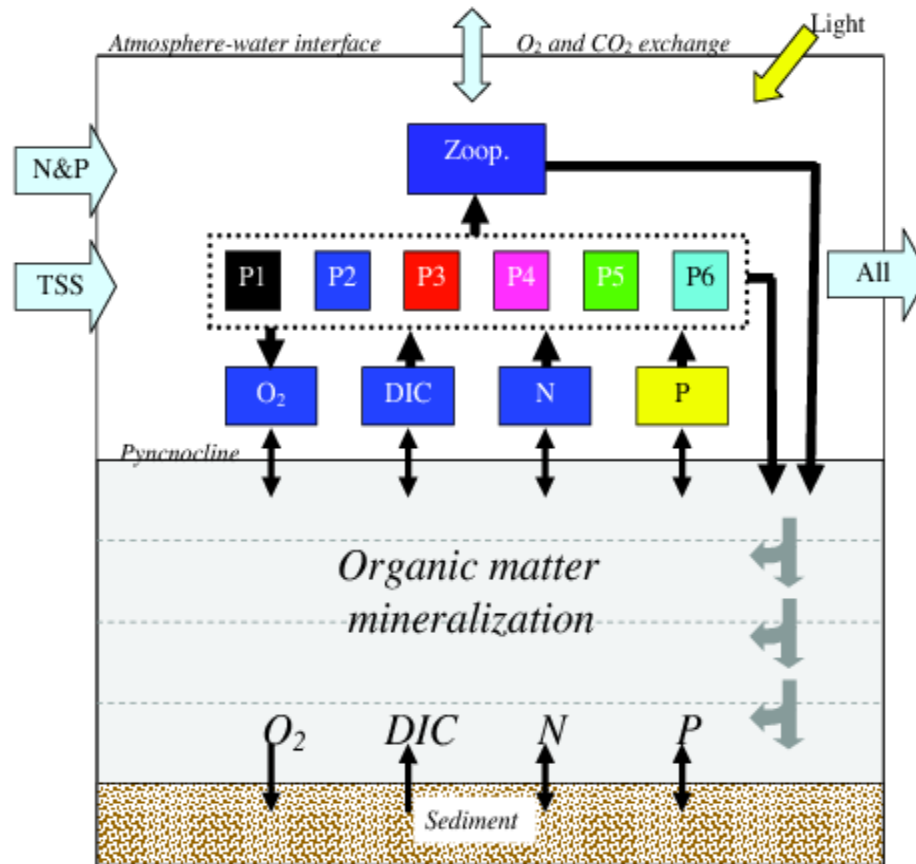 Light
Atmosphere-water interface
O₂ and CO₂ exchange
Zoop.
N&P
P1 P2 P3 P4 P5 P6
TSS
All
O₂ DIC N P
Pyncnocline
Organic matter
mineralization
O₂ DIC N P
Sediment